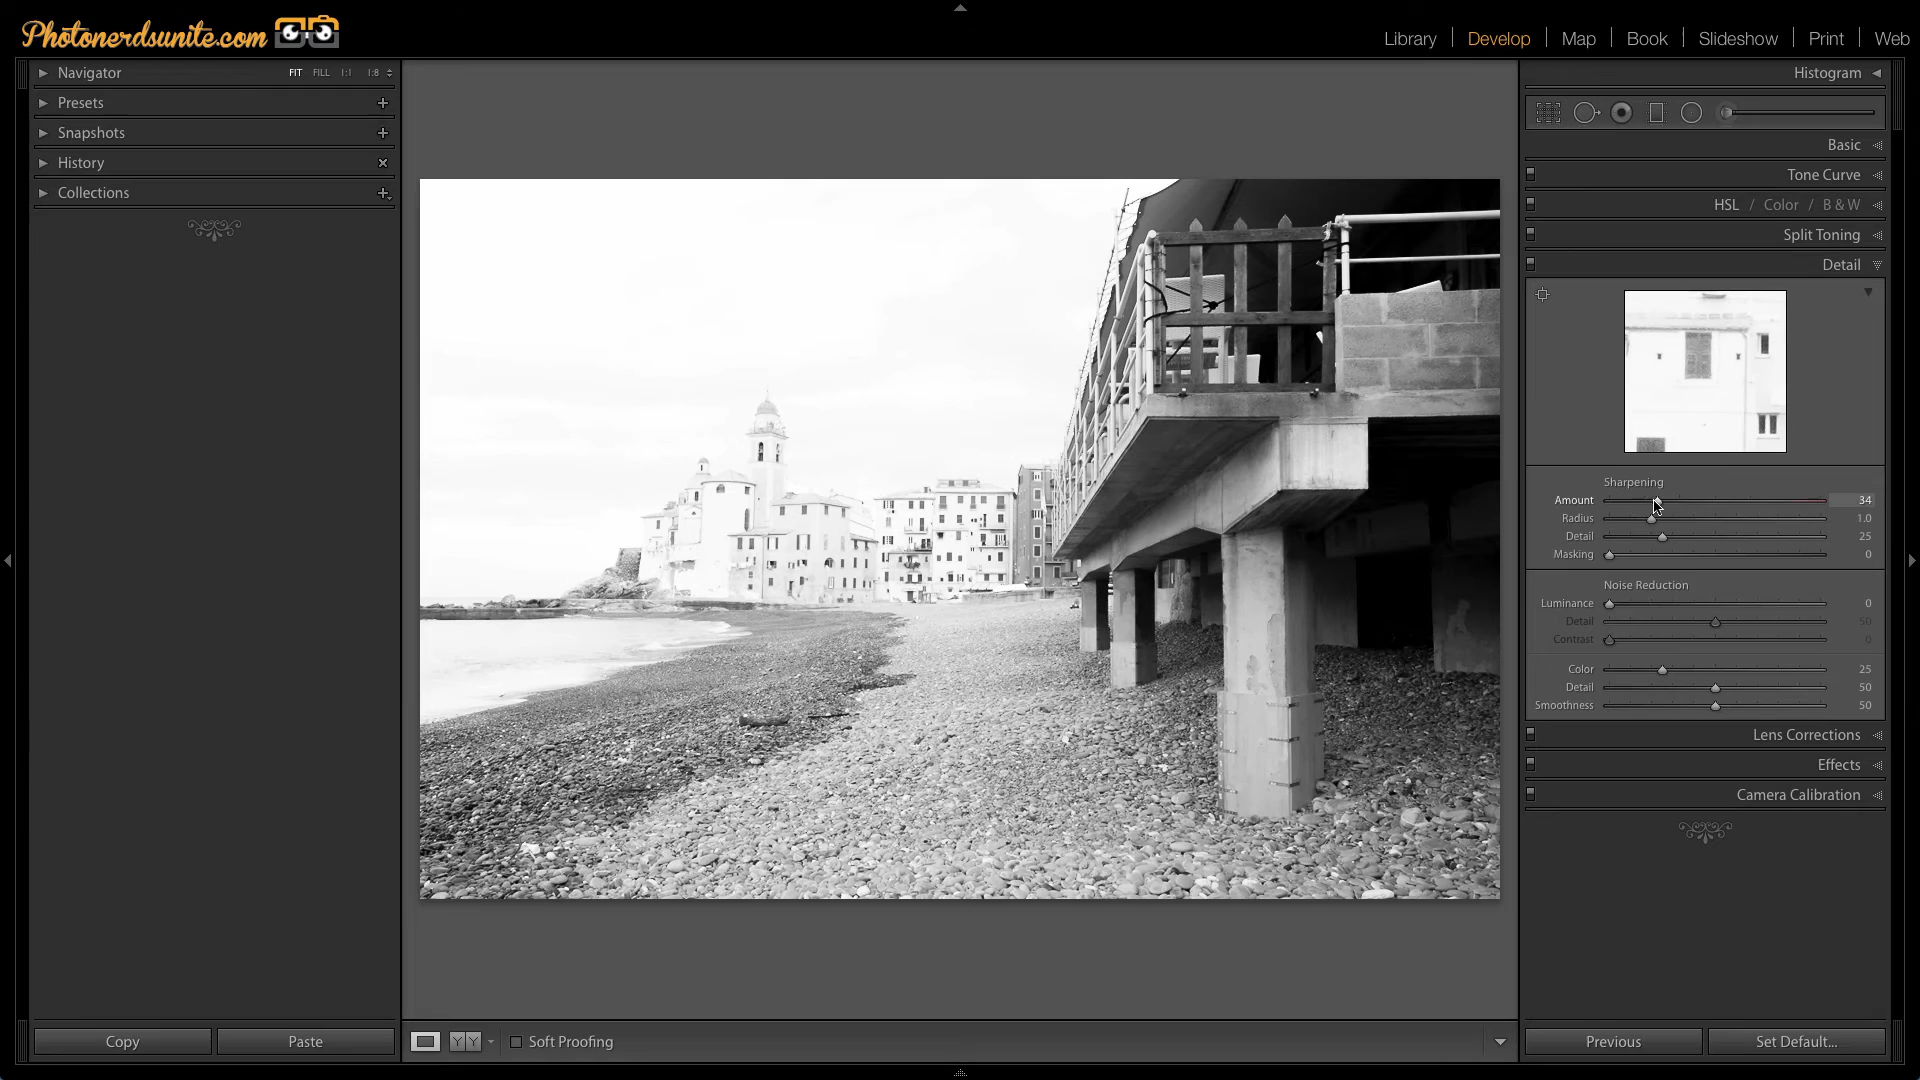 Photonerdsunite.com
Library Develop Map Book Slideshow Print Web
Navigator FIT FILL 1:1 1:8
Presets
Snapshots
History
Collections
Histogram
Basic
Tone Curve
HSL / Color / B & W
Split Toning
Detail
Sharpening
Amount 34
Radius 1.0
Detail 25
Masking 0
Noise Reduction
Luminance 0
Detail 50
Contrast 0
Color 25
Detail 50
Smoothness 50
Lens Corrections
Effects
Camera Calibration
Copy Paste YY Soft Proofing Previous Set Default...